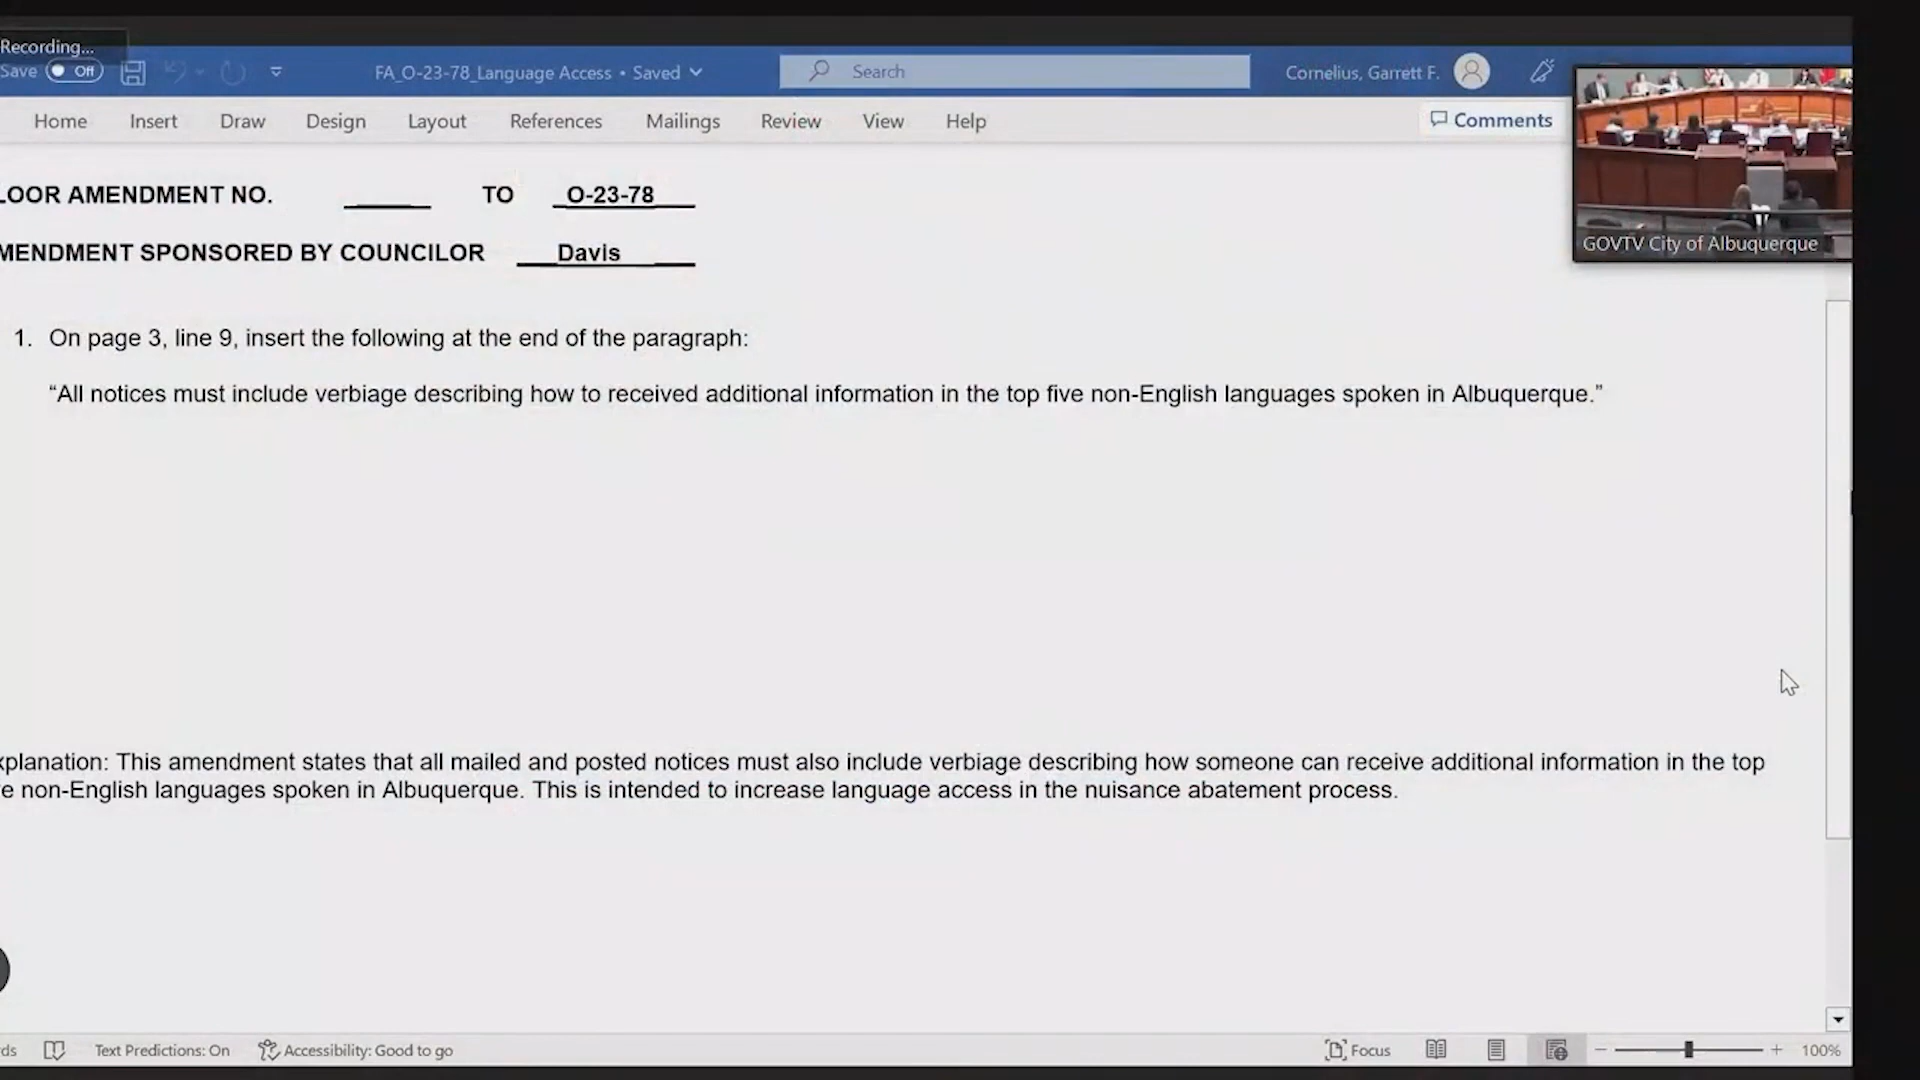 Recording...
Save Off FA_O-23-78_Language Access • Saved Search Cornelius, Garrett F.
Home Insert Draw Design Layout References Mailings Review View Help Comments
LOOR AMENDMENT NO. ______ TO _O-23-78___
MENDMENT SPONSORED BY COUNCILOR ___Davis___
GOVTV City of Albuquerque
1. On page 3, line 9, insert the following at the end of the paragraph:
“All notices must include verbiage describing how to received additional information in the top five non-English languages spoken in Albuquerque.”
xplanation: This amendment states that all mailed and posted notices must also include verbiage describing how someone can receive additional information in the top
e non-English languages spoken in Albuquerque. This is intended to increase language access in the nuisance abatement process.
ds Text Predictions: On Accessibility: Good to go Focus 100%